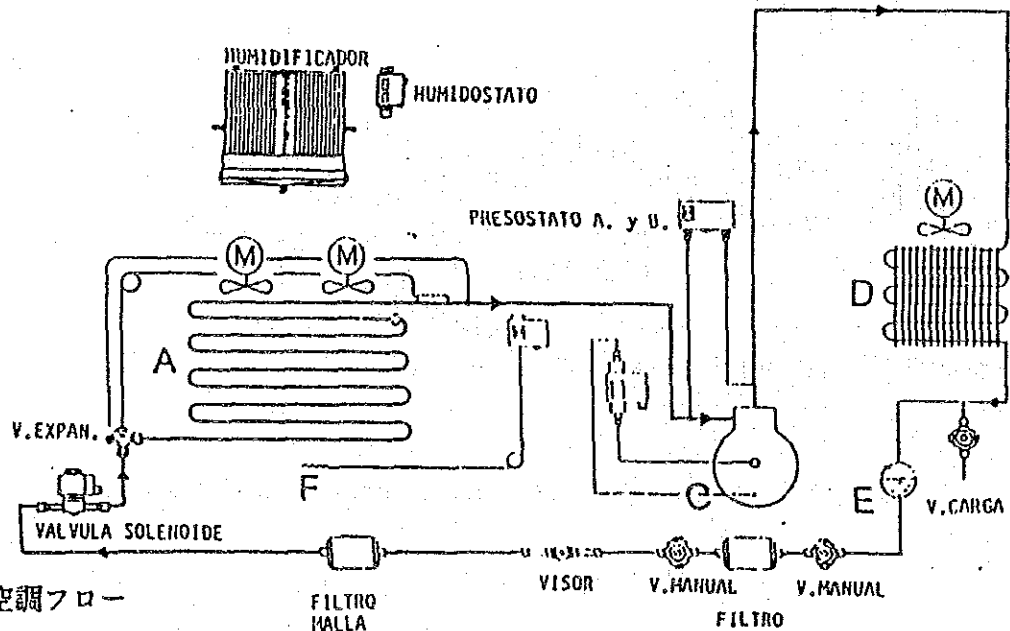 HUMIDIFICADOR
HUMIDOSTATO
PRESOSTATO A. y B.
M
M
M
D
A
V.EXPAN.
F
C
E
V.CARGA
VALVULA SOLENOIDE
VISOR
V.MANUAL
V.MANUAL
空調フロー
FILTRO
MALLA
FILTRO